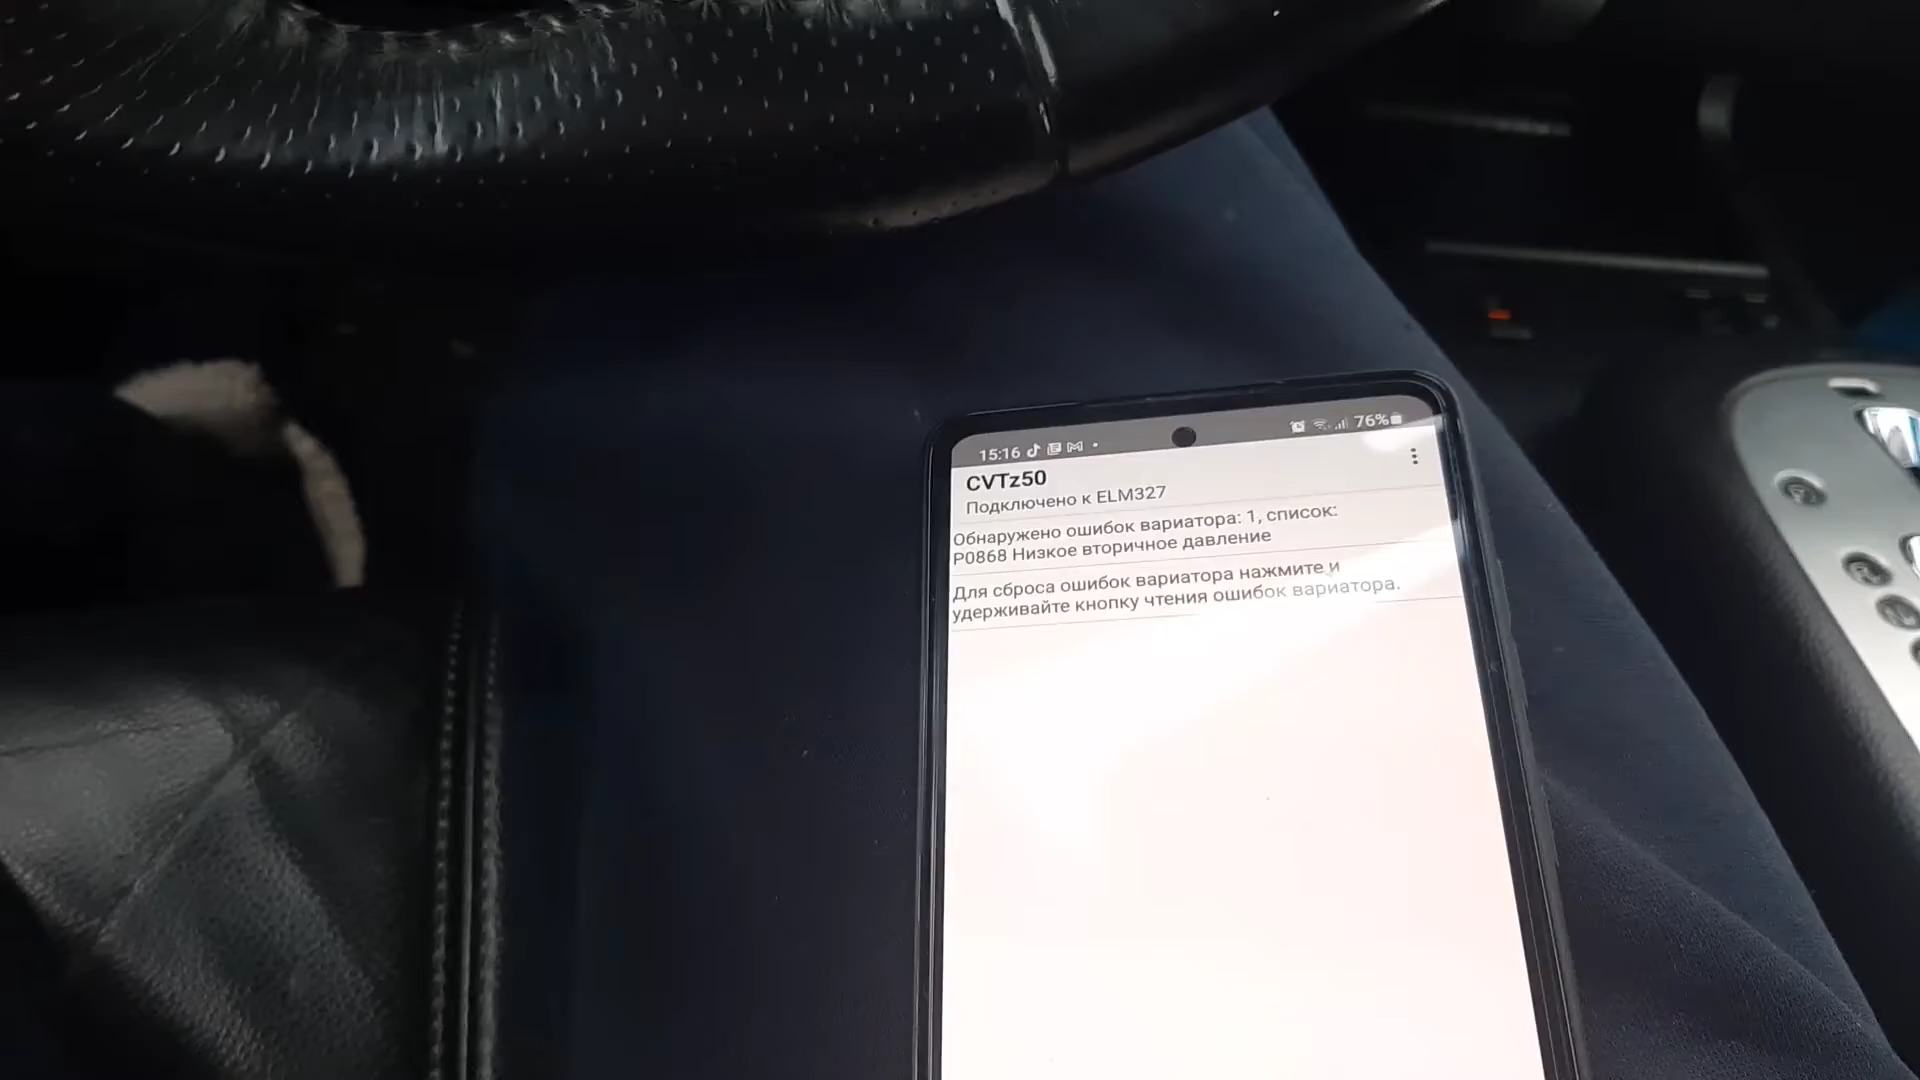 15:16
76%
CVTz50
Подключено к ELM327
Обнаружено ошибок вариатора: 1, список:
P0868 Низкое вторичное давление
Для сброса ошибок вариатора нажмите и
удерживайте кнопку чтения ошибок вариатора.